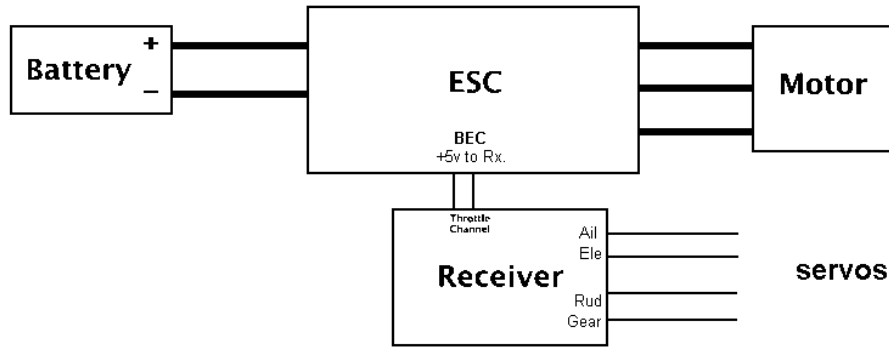 +
Battery
−
ESC
BEC
+5v to Rx.
Motor
Throttle
Channel
Receiver
Ail
Ele
Rud
Gear
servos